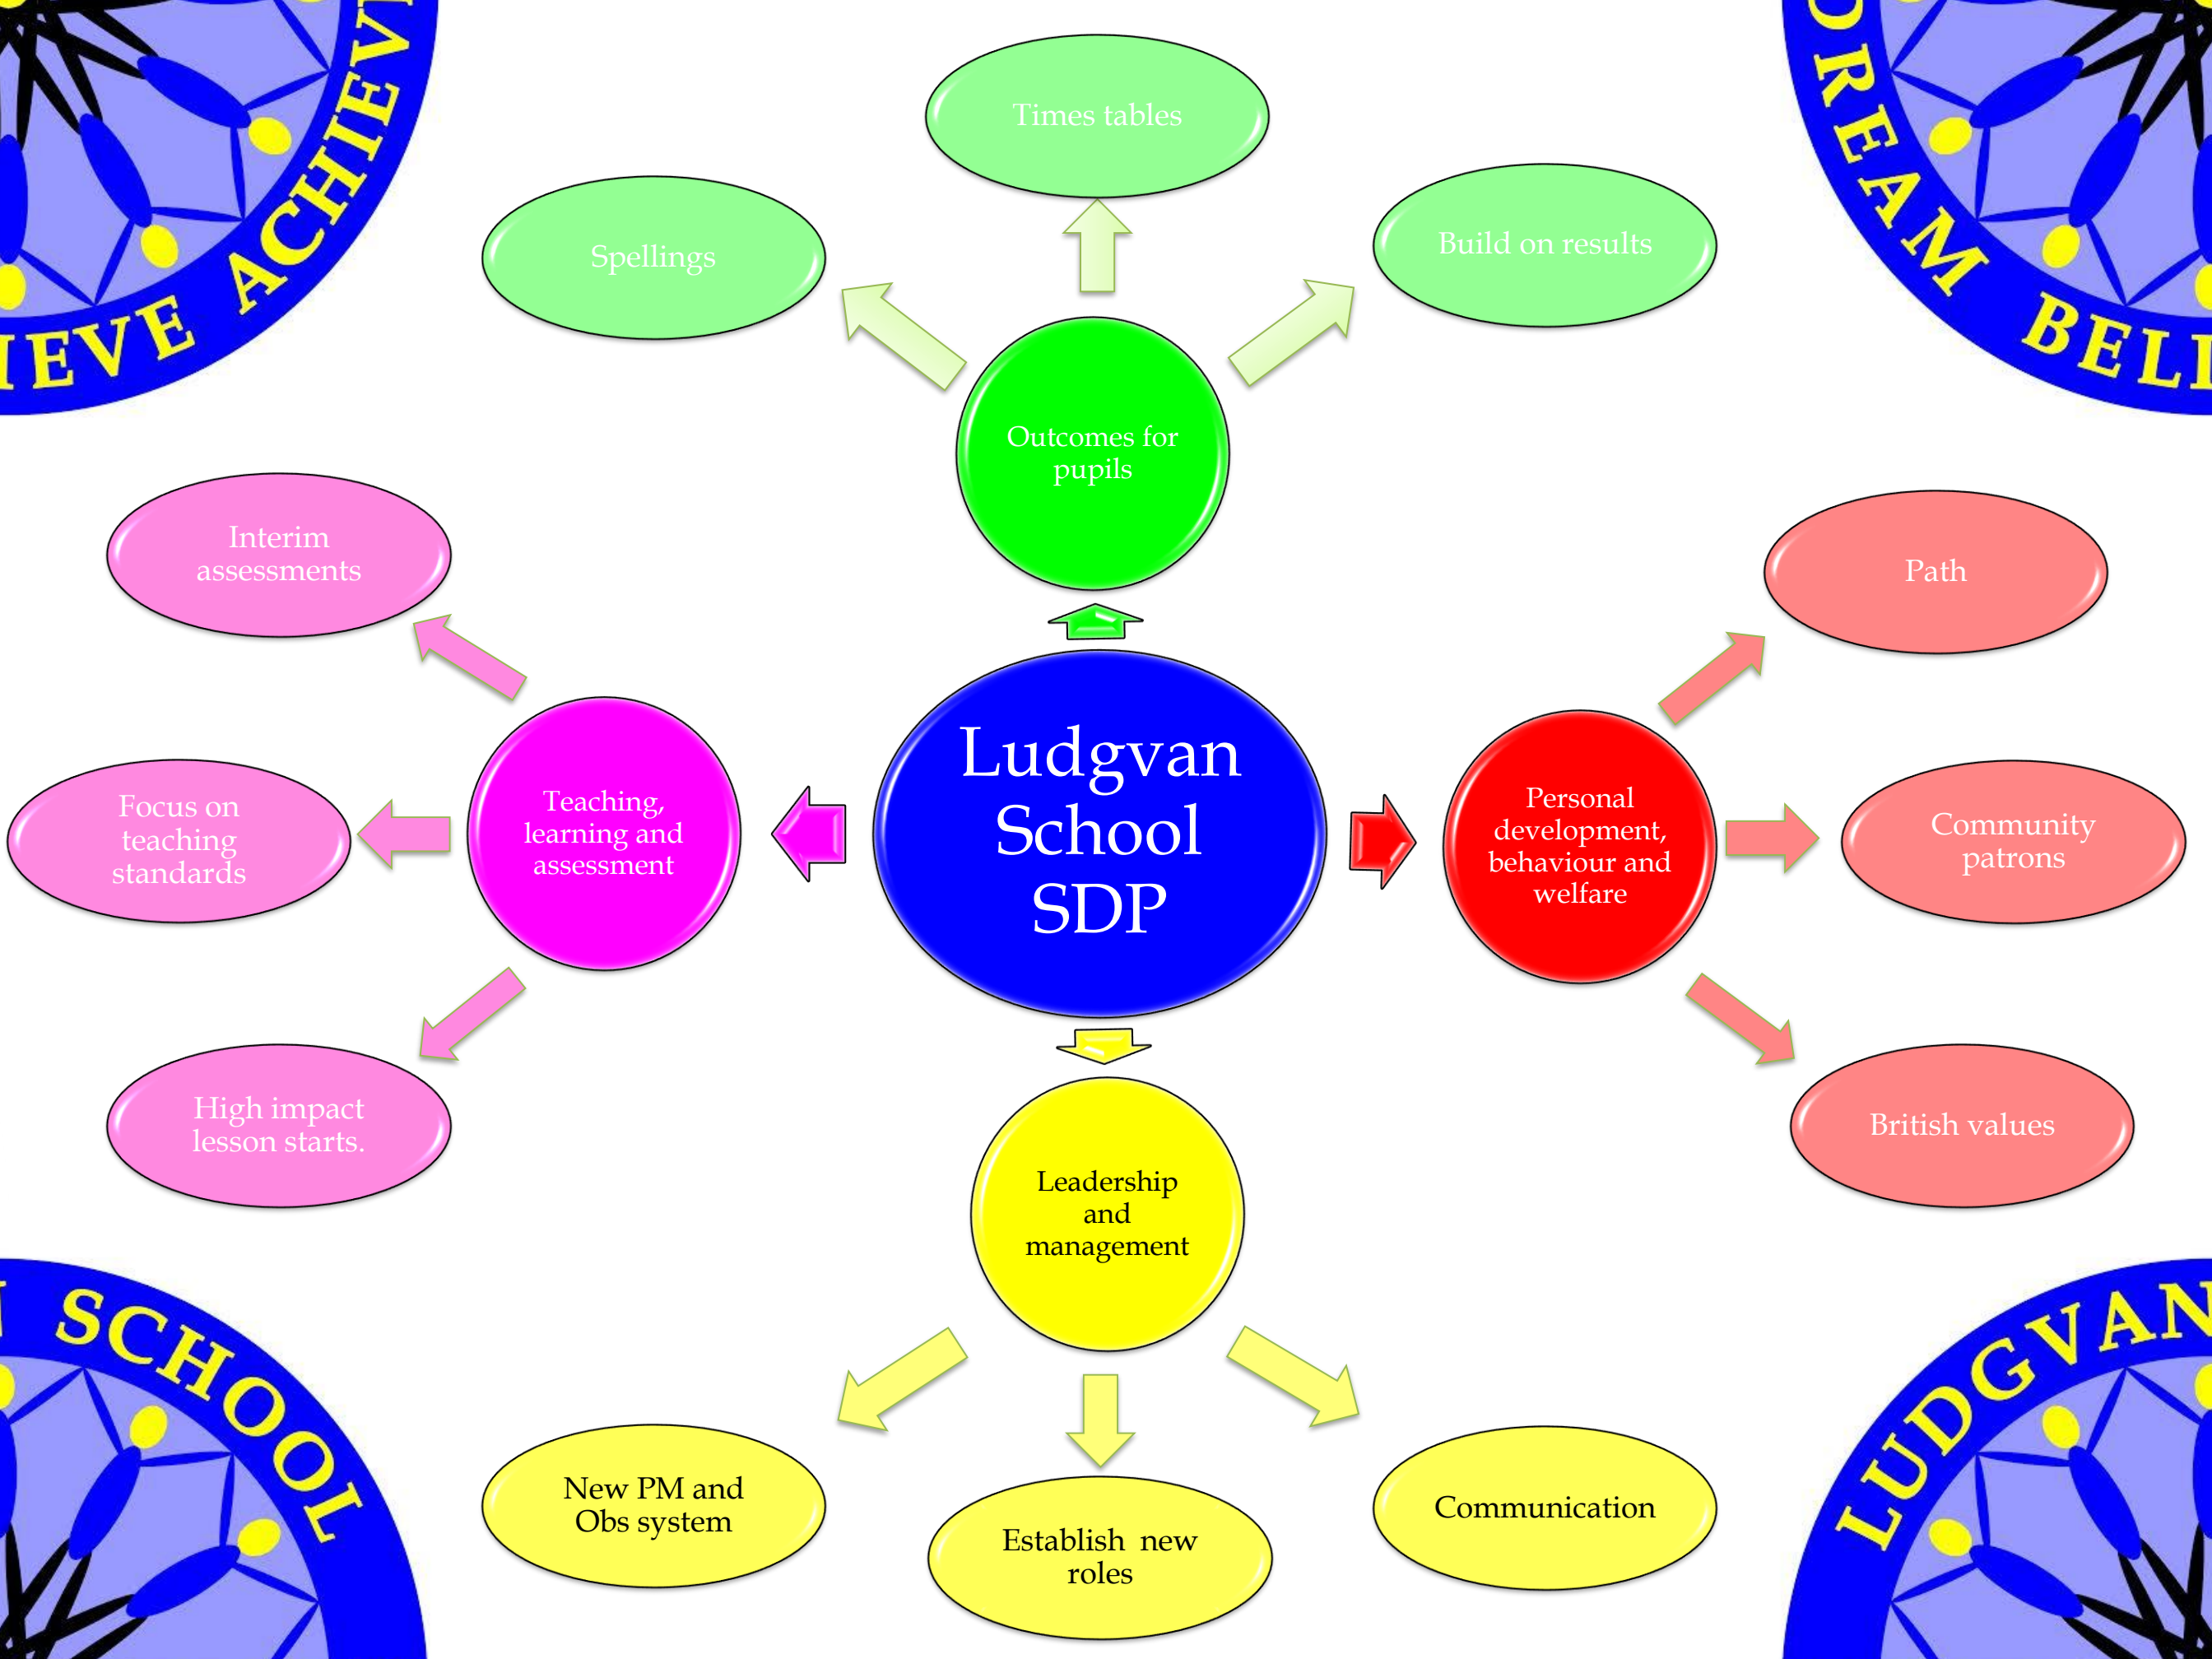 IEVE ACHIEV
DREAM BELI
Times tables
Spellings
Build on results
Outcomes for
pupils
Interim
assessments
Path
Teaching,
learning and
assessment
Ludgvan
School
SDP
Personal
development,
behaviour and
welfare
Focus on
teaching
standards
Community
patrons
High impact
lesson starts.
British values
Leadership
and
management
New PM and
Obs system
Establish new
roles
Communication
SCHOOL
LUDGVAN